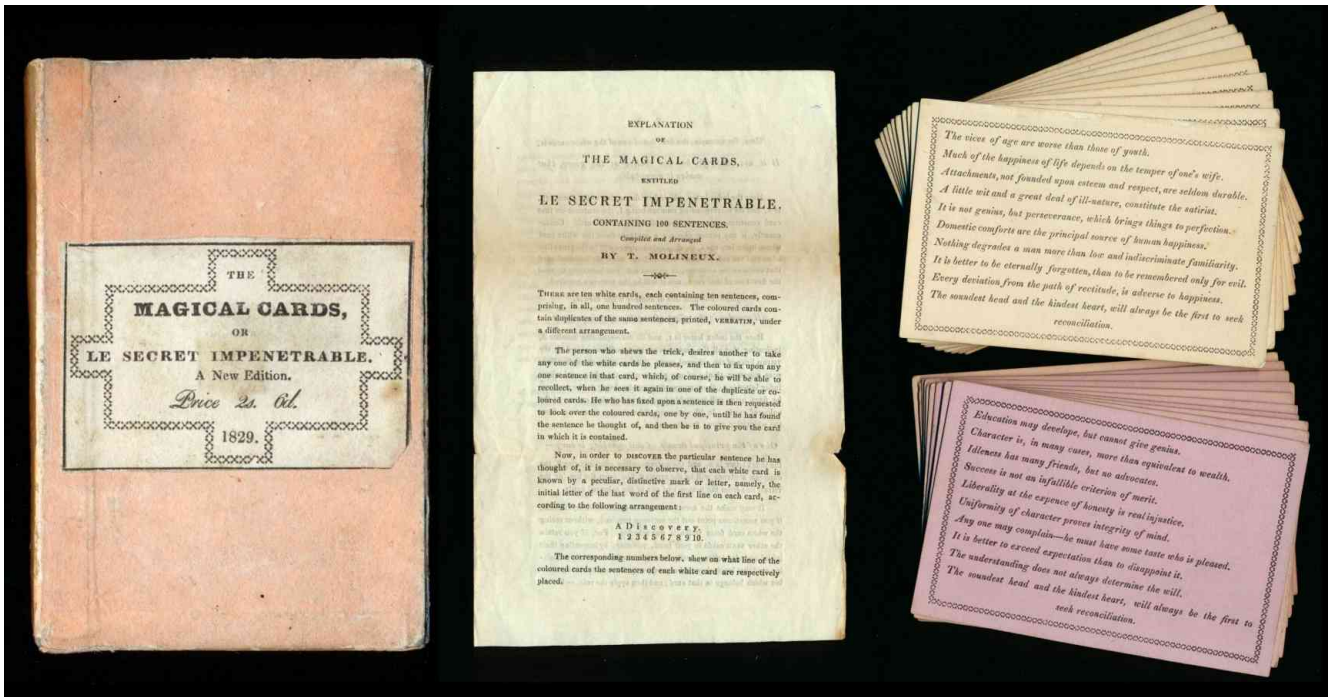 THE
MAGICAL CARDS,
OR
LE SECRET IMPENETRABLE.
A New Edition.
Price 2s. 6d.
1829.
EXPLANATION
OF
THE MAGICAL CARDS,
ENTITLED
LE SECRET IMPENETRABLE.
CONTAINING 100 SENTENCES.
Compiled and Arranged
BY T. MOLINEUX.
THERE are ten white cards, each containing ten sentences, com-
prising, in all, one hundred sentences. The coloured cards con-
tain duplicates of the same sentences, printed, VERBATIM, under
a different arrangement.
The person who shews the trick, desires another to take
any one of the white cards he pleases, and then to fix upon any
one sentence in that card, which, of course, he will be able to
recollect, when he sees it again in one of the duplicate or co-
loured cards. He who has fixed upon a sentence is then requested
to look over the coloured cards, one by one, until he has found
the sentence he thought of, and then he is to give you the card
in which it is contained.
Now, in order to DISCOVER the particular sentence he has
thought of, it is necessary to observe, that each white card is
known by a peculiar, distinctive mark or letter, namely, the
initial letter of the last word of the first line on each card, ac-
cording to the following arrangement:
A D i s c o v e r y.
1 2 3 4 5 6 7 8 9 10.
The corresponding numbers below, shew on what line of the
coloured cards the sentences of each white card are respectively
placed.
The vices of age are worse than those of youth.
Much of the happiness of life depends on the temper of one's wife.
Attachments, not founded upon esteem and respect, are seldom durable.
A little wit and a great deal of ill-nature, constitute the satirist.
It is not genius, but perseverance, which brings things to perfection.
Domestic comforts are the principal source of human happiness.
Nothing degrades a man more than low and indiscriminate familiarity.
It is better to be eternally forgotten, than to be remembered only for evil.
Every deviation from the path of rectitude, is adverse to happiness.
The soundest head and the kindest heart, will always be the first to seek
reconciliation.
Education may develope, but cannot give genius.
Character is, in many cases, more than equivalent to wealth.
Idleness has many friends, but no advocates.
Success is not an infallible criterion of merit.
Liberality at the expence of honesty is real injustice.
Uniformity of character proves integrity of mind.
Any one may complain—he must have some taste who is pleased.
It is better to exceed expectation than to disappoint it.
The understanding does not always determine the will.
The soundest head and the kindest heart, will always be the first to
seek reconciliation.